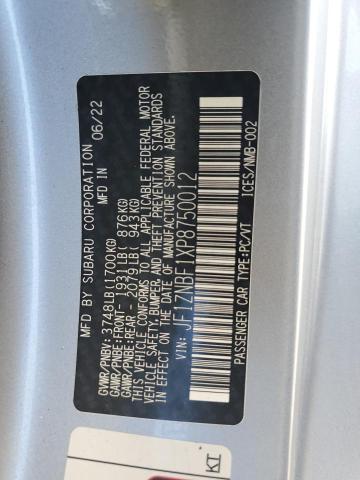 MFD BY SUBARU CORPORATION
MFD IN 06/22
GVWR/PNBV: 3748LB(1700KG)
GAWR/PNBE:FRONT- 1931LB( 876KG)
GAWR/PNBE:REAR - 2079LB( 943KG)
THIS VEHICLE CONFORMS TO ALL APPLICABLE FEDERAL MOTOR
VEHICLE SAFETY,BUMPER,AND THEFT PREVENTION STANDARDS
IN EFFECT ON THE DATE OF MANUFACTURE SHOWN ABOVE.
VIN: JF1ZNBF1XP8750012
PASSENGER CAR TYPE:PC/VT ICES/NMB-002
KT